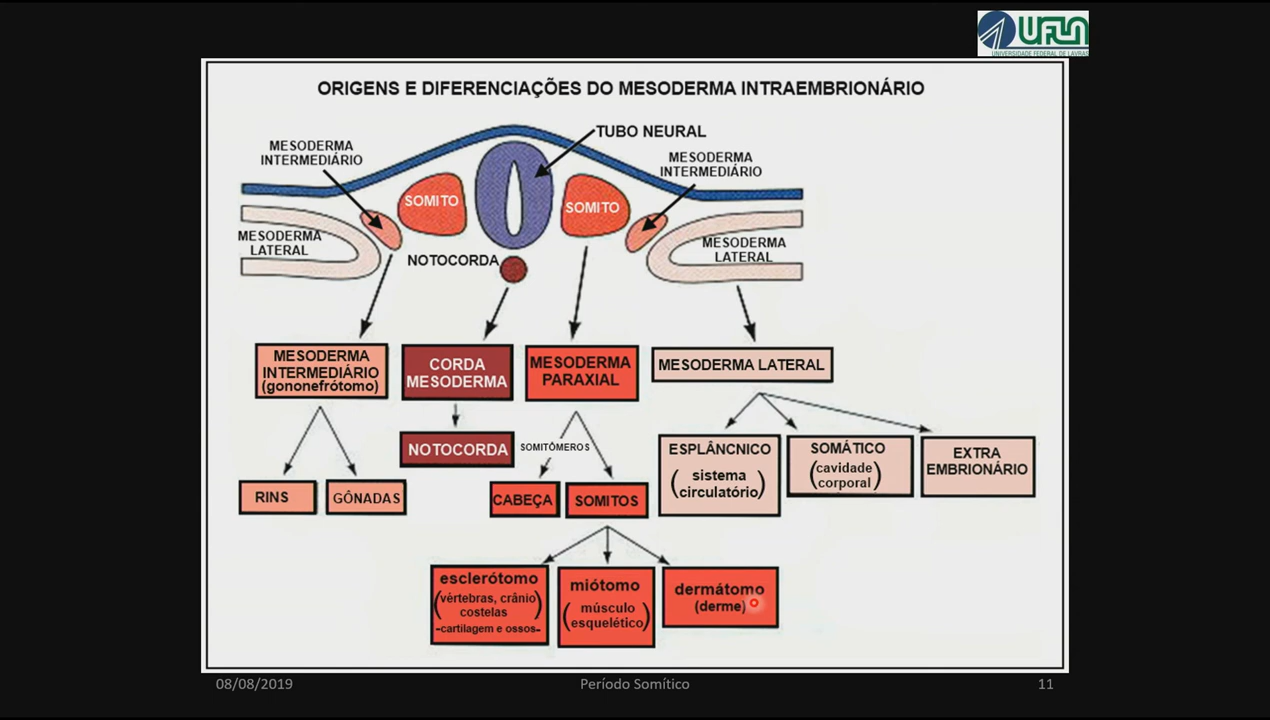 UFLA
UNIVERSIDADE FEDERAL DE LAVRAS
ORIGENS E DIFERENCIAÇÕES DO MESODERMA INTRAEMBRIONÁRIO
TUBO NEURAL
MESODERMA
INTERMEDIÁRIO
MESODERMA
INTERMEDIÁRIO
SOMITO
SOMITO
MESODERMA
LATERAL
MESODERMA
LATERAL
NOTOCORDA
MESODERMA
INTERMEDIÁRIO
(gononefrótomo)
CORDA
MESODERMA
MESODERMA
PARAXIAL
MESODERMA LATERAL
NOTOCORDA
SOMITÔMEROS
ESPLÂNCNICO
(sistema
circulatório)
SOMÁTICO
(cavidade
corporal)
EXTRA
EMBRIONÁRIO
RINS
GÔNADAS
CABEÇA
SOMITOS
esclerótomo
(vértebras, crânio)
costelas
-cartilagem e ossos-
miótomo
(músculo
esquelético)
dermátomo
(derme)
08/08/2019
Período Somítico
11